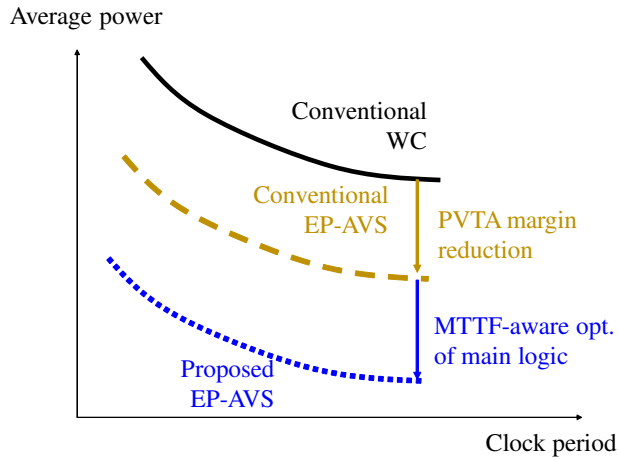 Average power
Conventional
WC
Conventional
EP-AVS
PVTA margin
reduction
MTTF-aware opt.
of main logic
Proposed
EP-AVS
Clock period